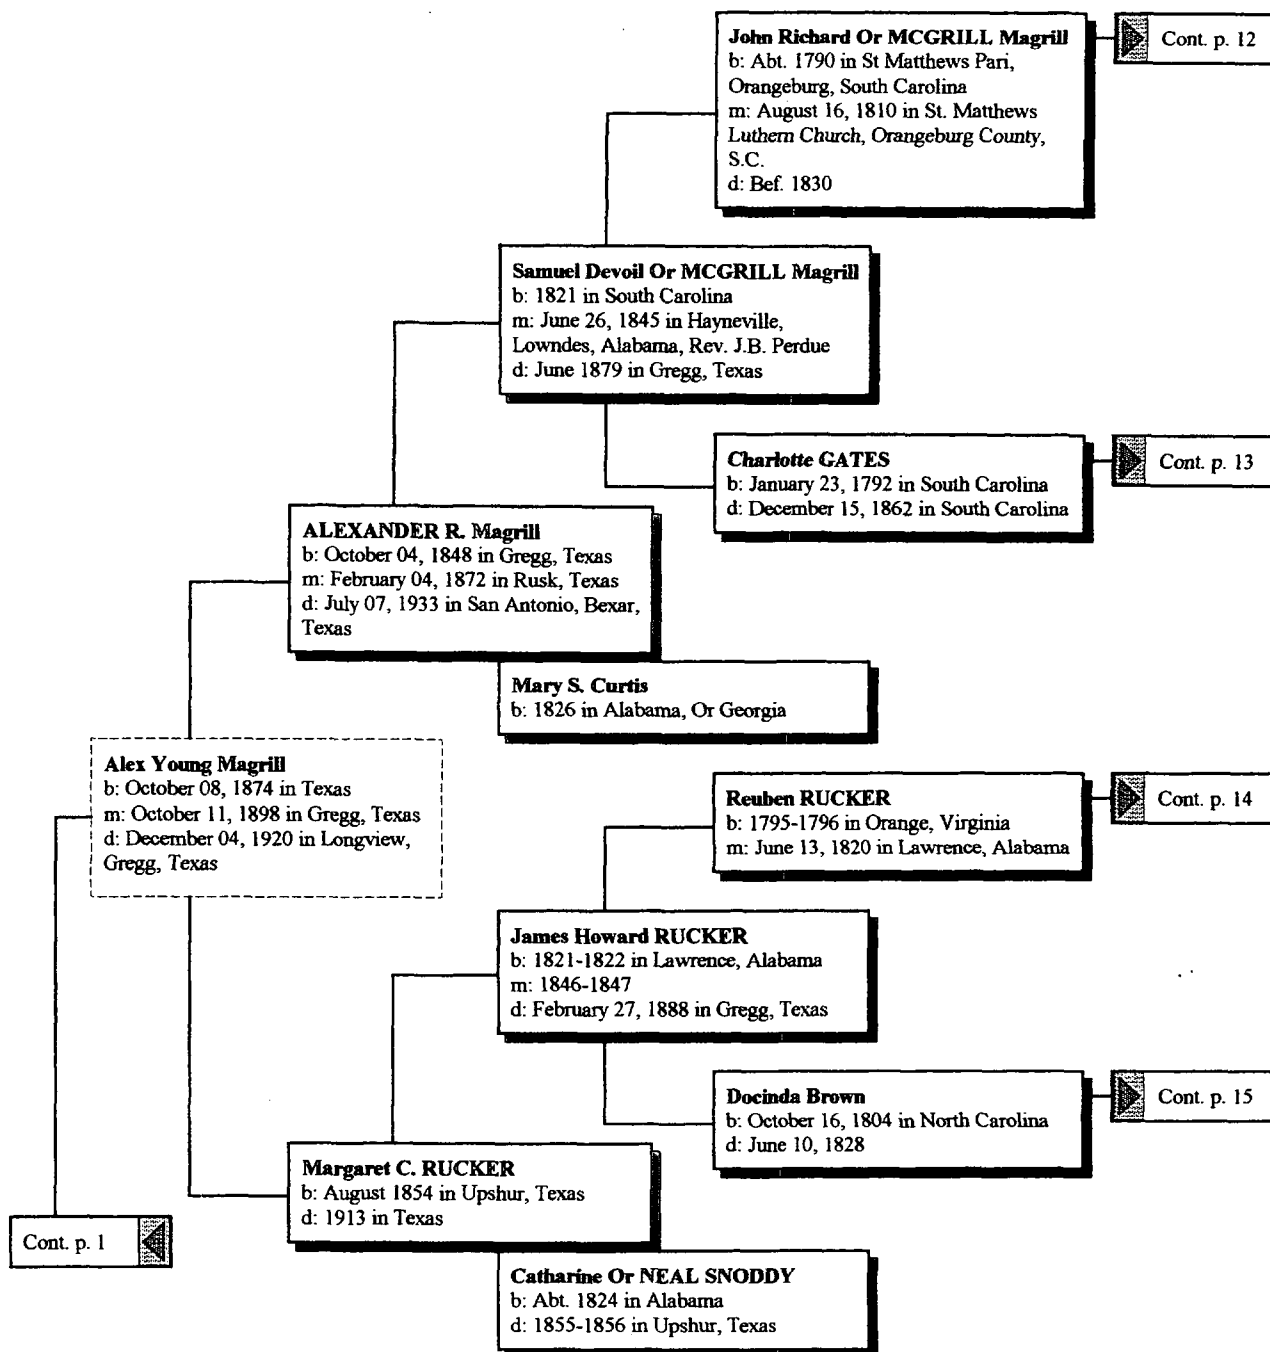 John Richard Or MCGRILL Magrill
b: Abt. 1790 in St Matthews Pari,
Orangeburg, South Carolina
m: August 16, 1810 in St. Matthews
Luthern Church, Orangeburg County,
S.C.
d: Bef. 1830
Cont. p. 12
Samuel Devoil Or MCGRILL Magrill
b: 1821 in South Carolina
m: June 26, 1845 in Hayneville,
Lowndes, Alabama, Rev. J.B. Perdue
d: June 1879 in Gregg, Texas
Charlotte GATES
b: January 23, 1792 in South Carolina
d: December 15, 1862 in South Carolina
Cont. p. 13
ALEXANDER R. Magrill
b: October 04, 1848 in Gregg, Texas
m: February 04, 1872 in Rusk, Texas
d: July 07, 1933 in San Antonio, Bexar,
Texas
Mary S. Curtis
b: 1826 in Alabama, Or Georgia
Alex Young Magrill
b: October 08, 1874 in Texas
m: October 11, 1898 in Gregg, Texas
d: December 04, 1920 in Longview,
Gregg, Texas
Reuben RUCKER
b: 1795-1796 in Orange, Virginia
m: June 13, 1820 in Lawrence, Alabama
Cont. p. 14
James Howard RUCKER
b: 1821-1822 in Lawrence, Alabama
m: 1846-1847
d: February 27, 1888 in Gregg, Texas
Docinda Brown
b: October 16, 1804 in North Carolina
d: June 10, 1828
Cont. p. 15
Margaret C. RUCKER
b: August 1854 in Upshur, Texas
d: 1913 in Texas
Cont. p. 1
Catharine Or NEAL SNODDY
b: Abt. 1824 in Alabama
d: 1855-1856 in Upshur, Texas